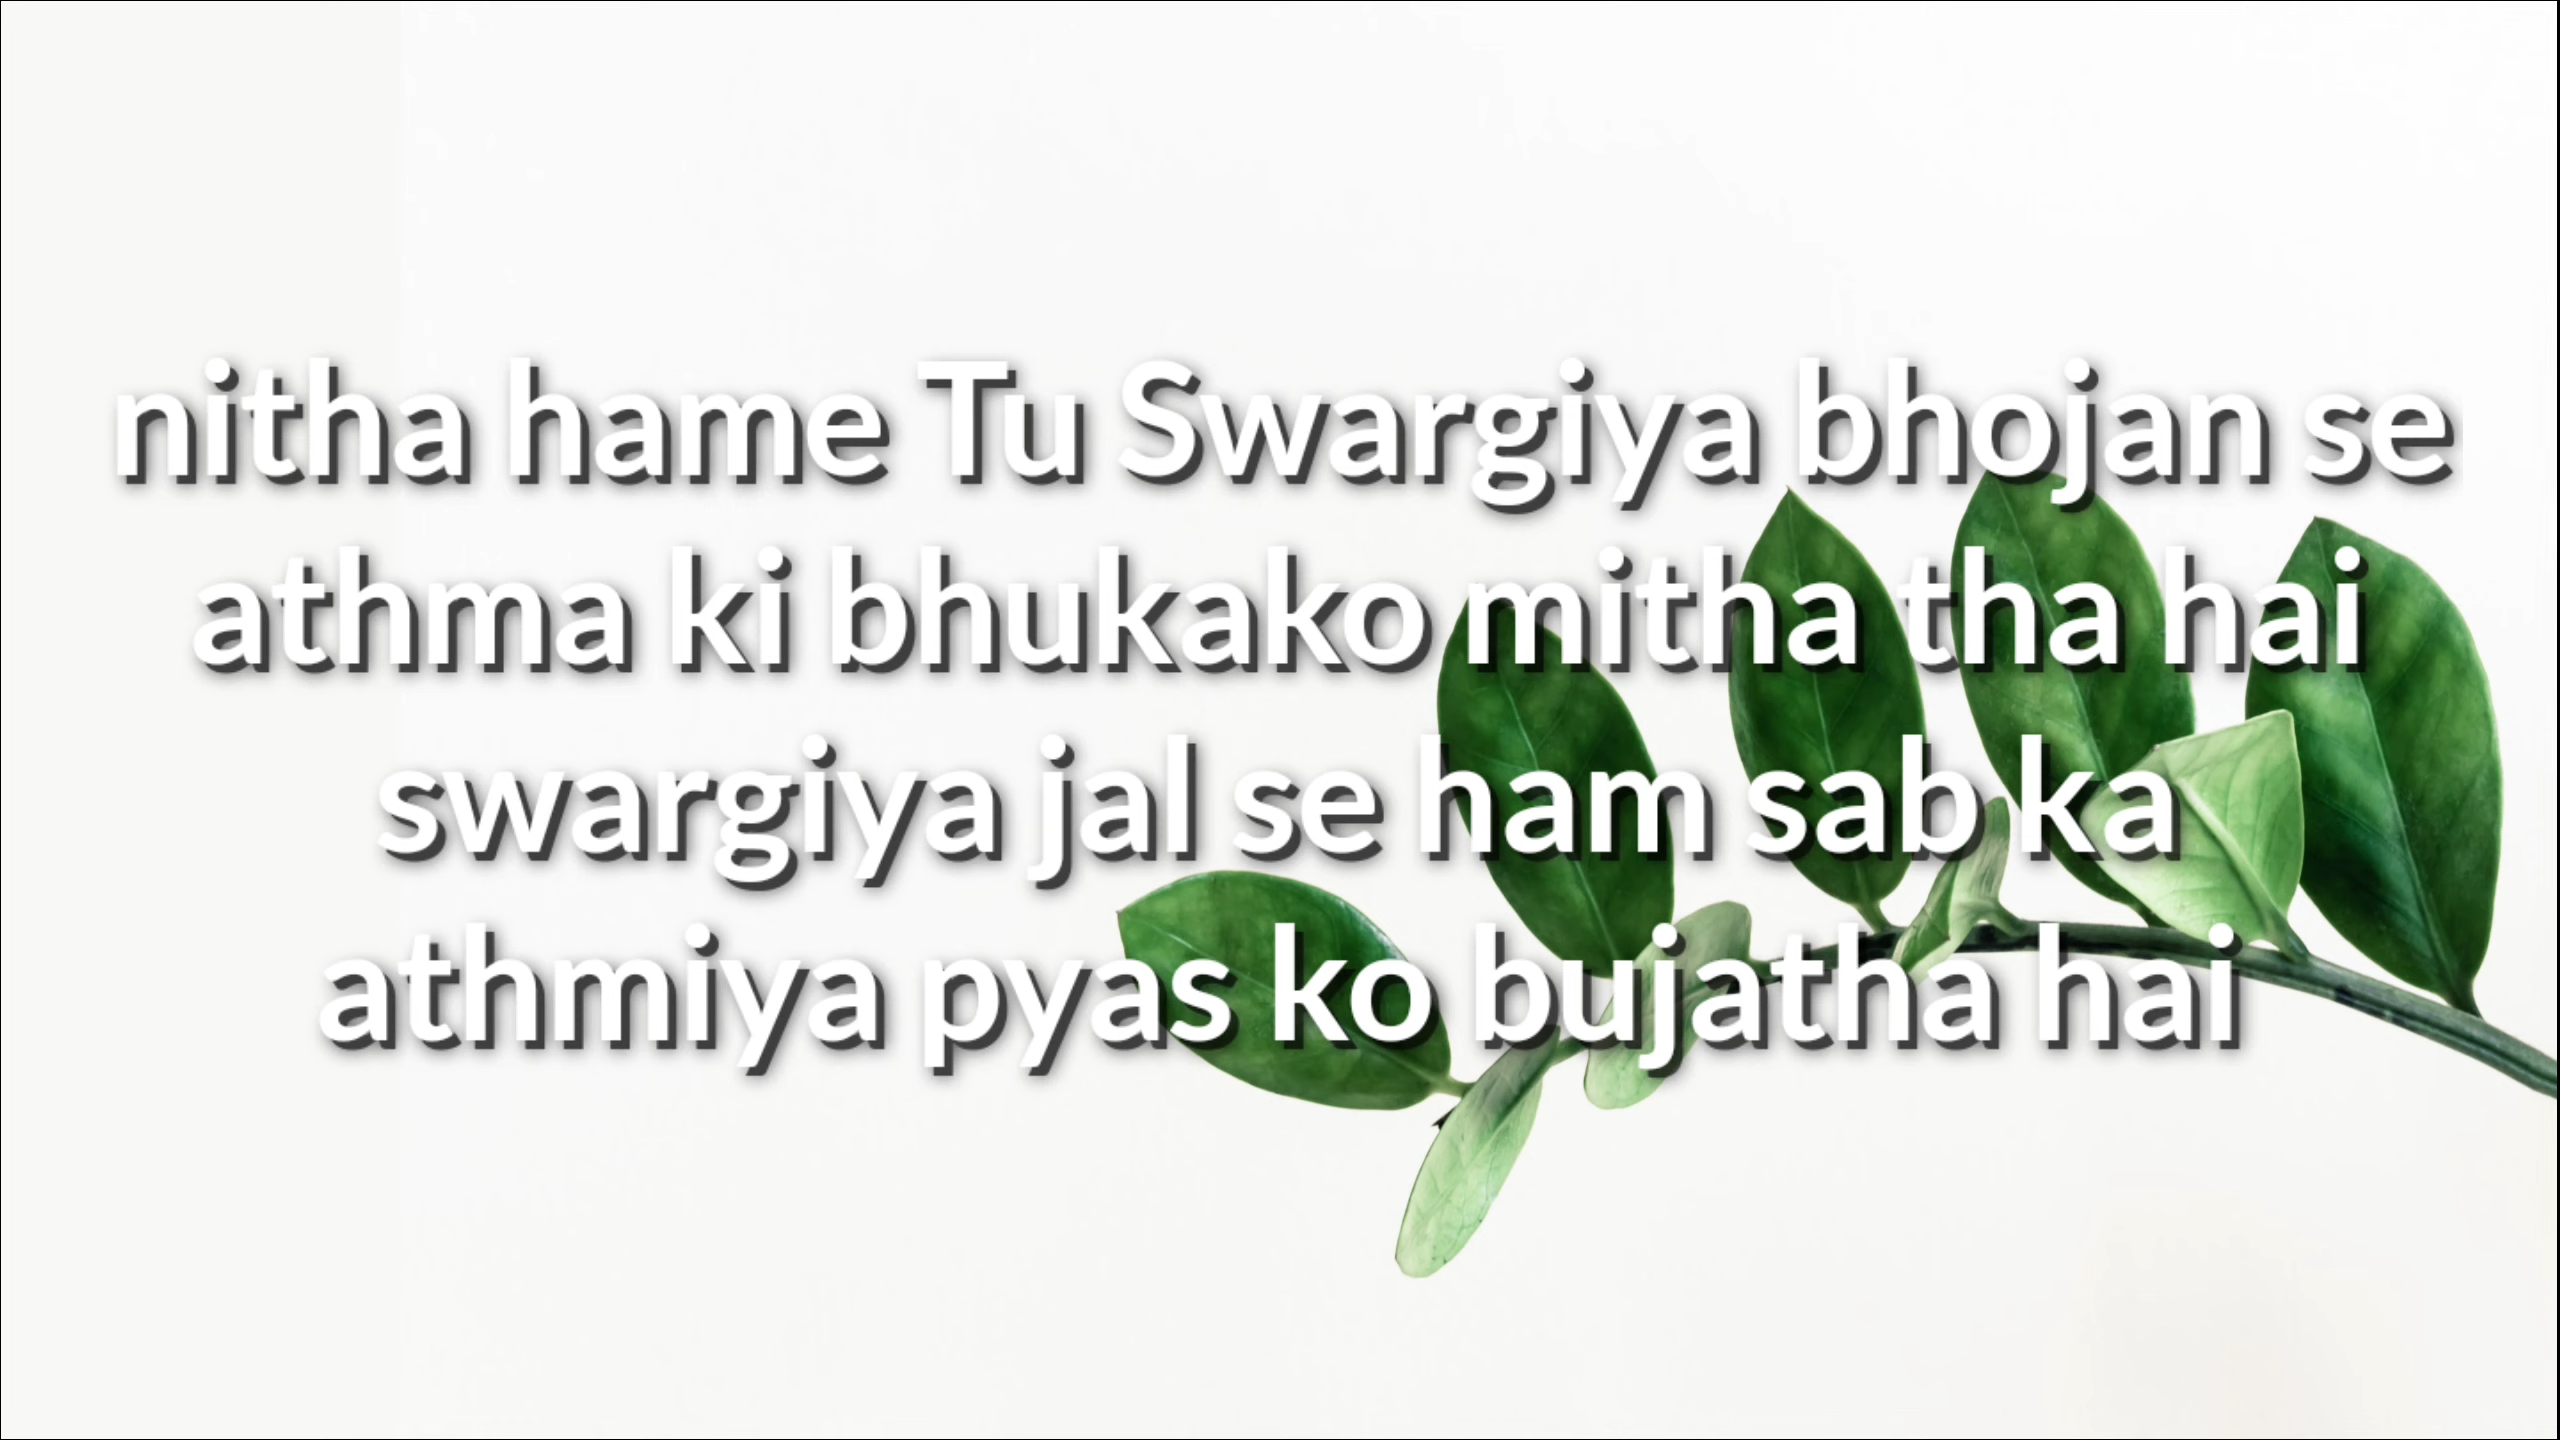 nitha hame Tu Swargiya bhojan se
athma ki bhukako mitha tha hai
swargiya jal se ham sab ka
athmiya pyas ko bujatha hai